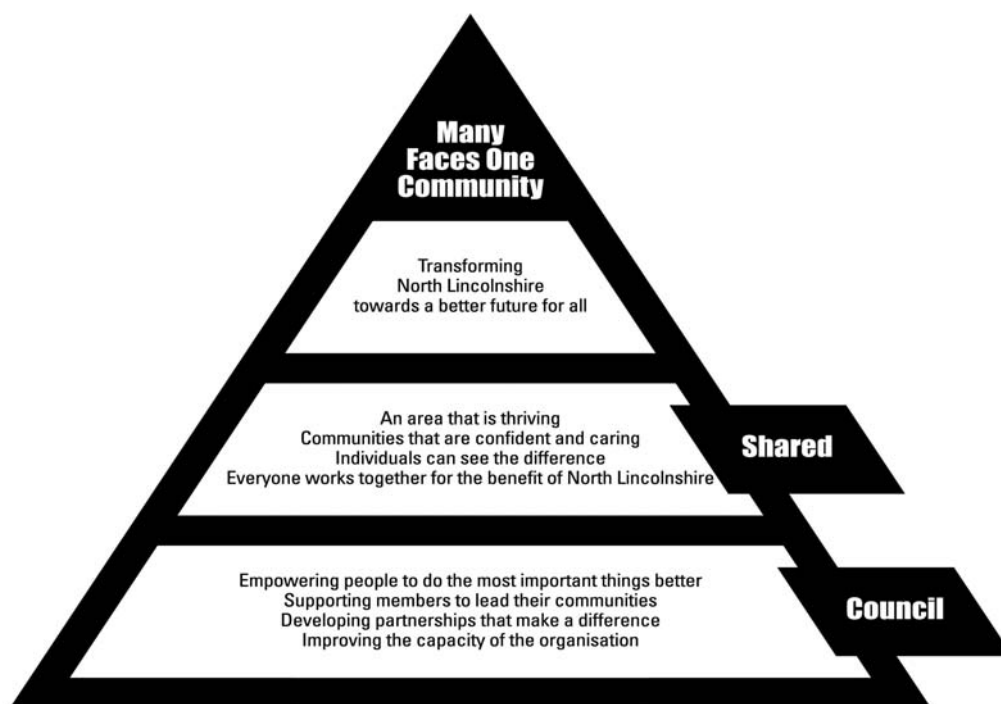 Many
Faces One
Community
Transforming
North Lincolnshire
towards a better future for all
An area that is thriving
Communities that are confident and caring
Individuals can see the difference
Everyone works together for the benefit of North Lincolnshire
Shared
Empowering people to do the most important things better
Supporting members to lead their communities
Developing partnerships that make a difference
Improving the capacity of the organisation
Council